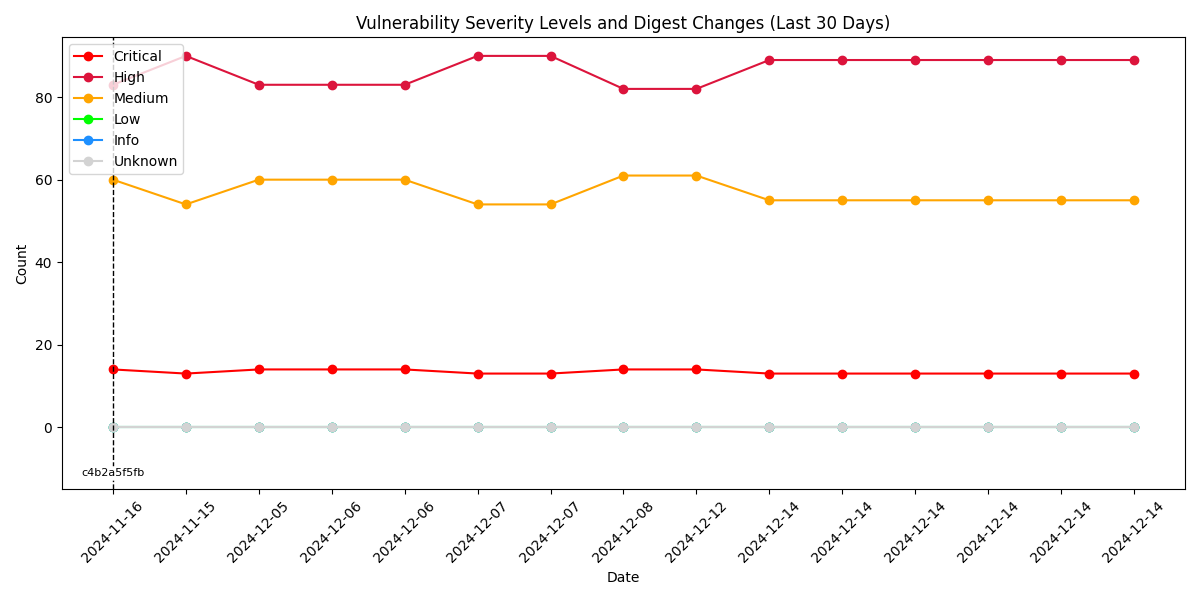 Vulnerability Severity Levels and Digest Changes (Last 30 Days)
Critical
High
Medium
Low
Info
Unknown
Count
80
60
40
20
0
c4b2a5f5fb
2024-11-16
2024-11-15
2024-12-05
2024-12-06
2024-12-06
2024-12-07
2024-12-07
2024-12-08
2024-12-12
2024-12-14
2024-12-14
2024-12-14
2024-12-14
2024-12-14
2024-12-14
Date